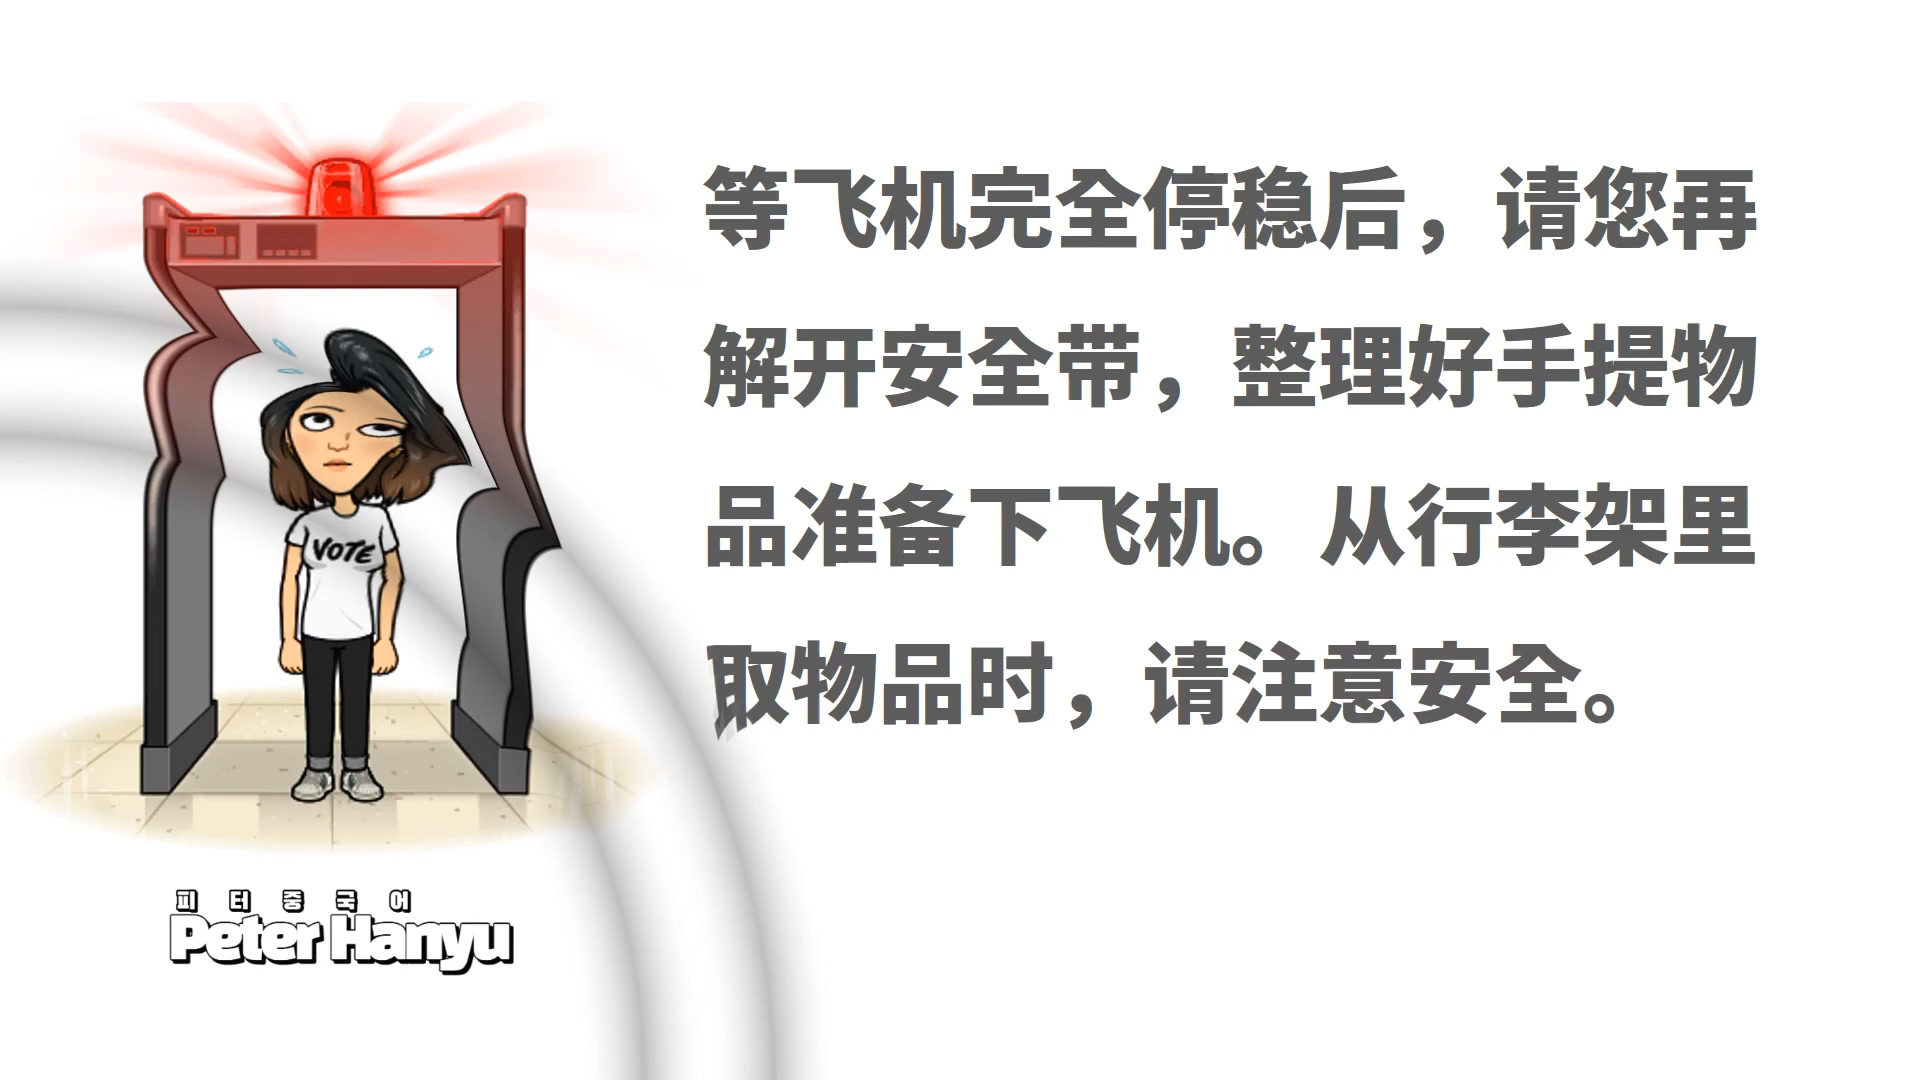 等飞机完全停稳后，请您再
解开安全带，整理好手提物
品准备下飞机。从行李架里
取物品时，请注意安全。
VOTE
피터중국어
Peter Hanyu